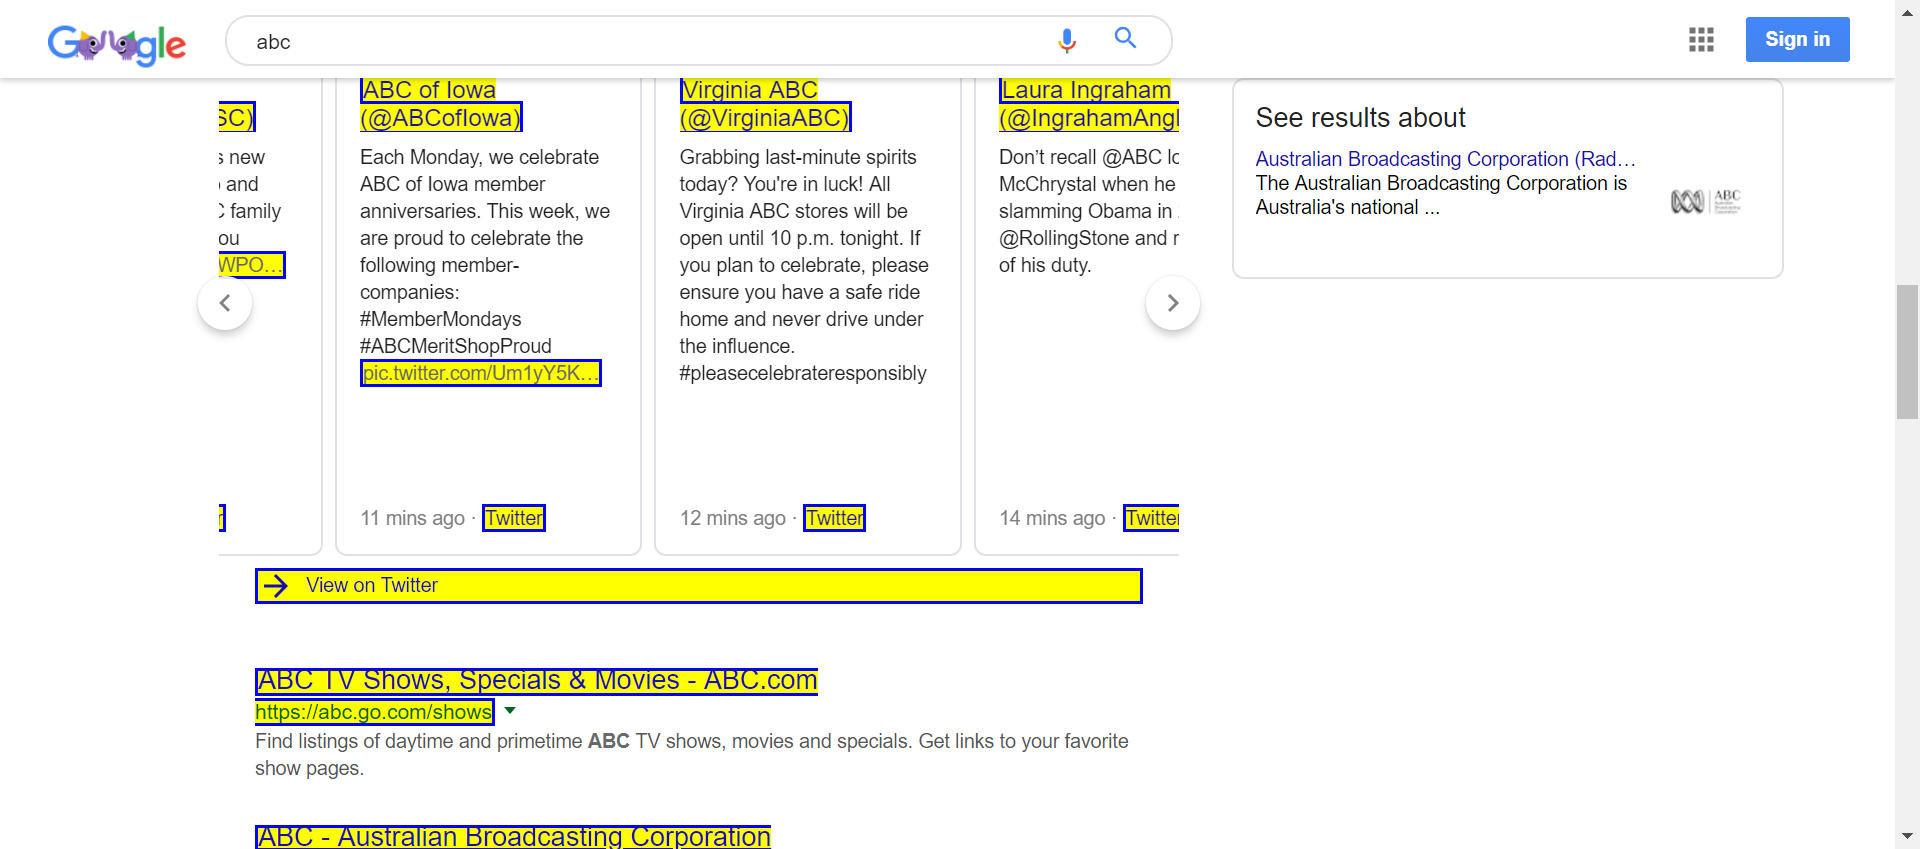 Google
abc
Sign in
SC)
s new
and
family
ou
WPO...
ABC of Iowa
(@ABCofIowa)
Each Monday, we celebrate
ABC of Iowa member
anniversaries. This week, we
are proud to celebrate the
following member-
companies:
#MemberMondays
#ABCMeritShopProud
pic.twitter.com/Um1yY5K...
11 mins ago · Twitter
Virginia ABC
(@VirginiaABC)
Grabbing last-minute spirits
today? You're in luck! All
Virginia ABC stores will be
open until 10 p.m. tonight. If
you plan to celebrate, please
ensure you have a safe ride
home and never drive under
the influence.
#pleasecelebrateresponsibly
12 mins ago · Twitter
Laura Ingraham
(@IngrahamAngl
Don’t recall @ABC lo
McChrystal when he
slamming Obama in
@RollingStone and r
of his duty.
14 mins ago · Twitter
See results about
Australian Broadcasting Corporation (Rad...
The Australian Broadcasting Corporation is
Australia's national ...
ABC
View on Twitter
ABC TV Shows, Specials & Movies - ABC.com
https://abc.go.com/shows
Find listings of daytime and primetime ABC TV shows, movies and specials. Get links to your favorite
show pages.
ABC - Australian Broadcasting Corporation